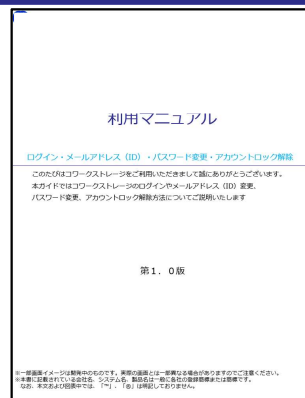 利用マニュアル
ログイン・メールアドレス（ID）・パスワード変更・アカウントロック解除
このたびはコワークストレージをご利用いただきまして誠にありがとうございます。
本ガイドではコワークストレージのログインやメールアドレス（ID）変更、
パスワード変更、アカウントロック解除方法についてご説明いたします
第１．０版
※一部画面イメージは開発中のものです。実際の画面とは一部異なる場合がありますのでご注意ください。
※本書に記載されている会社名、システム名、製品名は一般に各社の登録商標または商標です。
なお、本文および図表中では、「™」、「®」は明記しておりません。